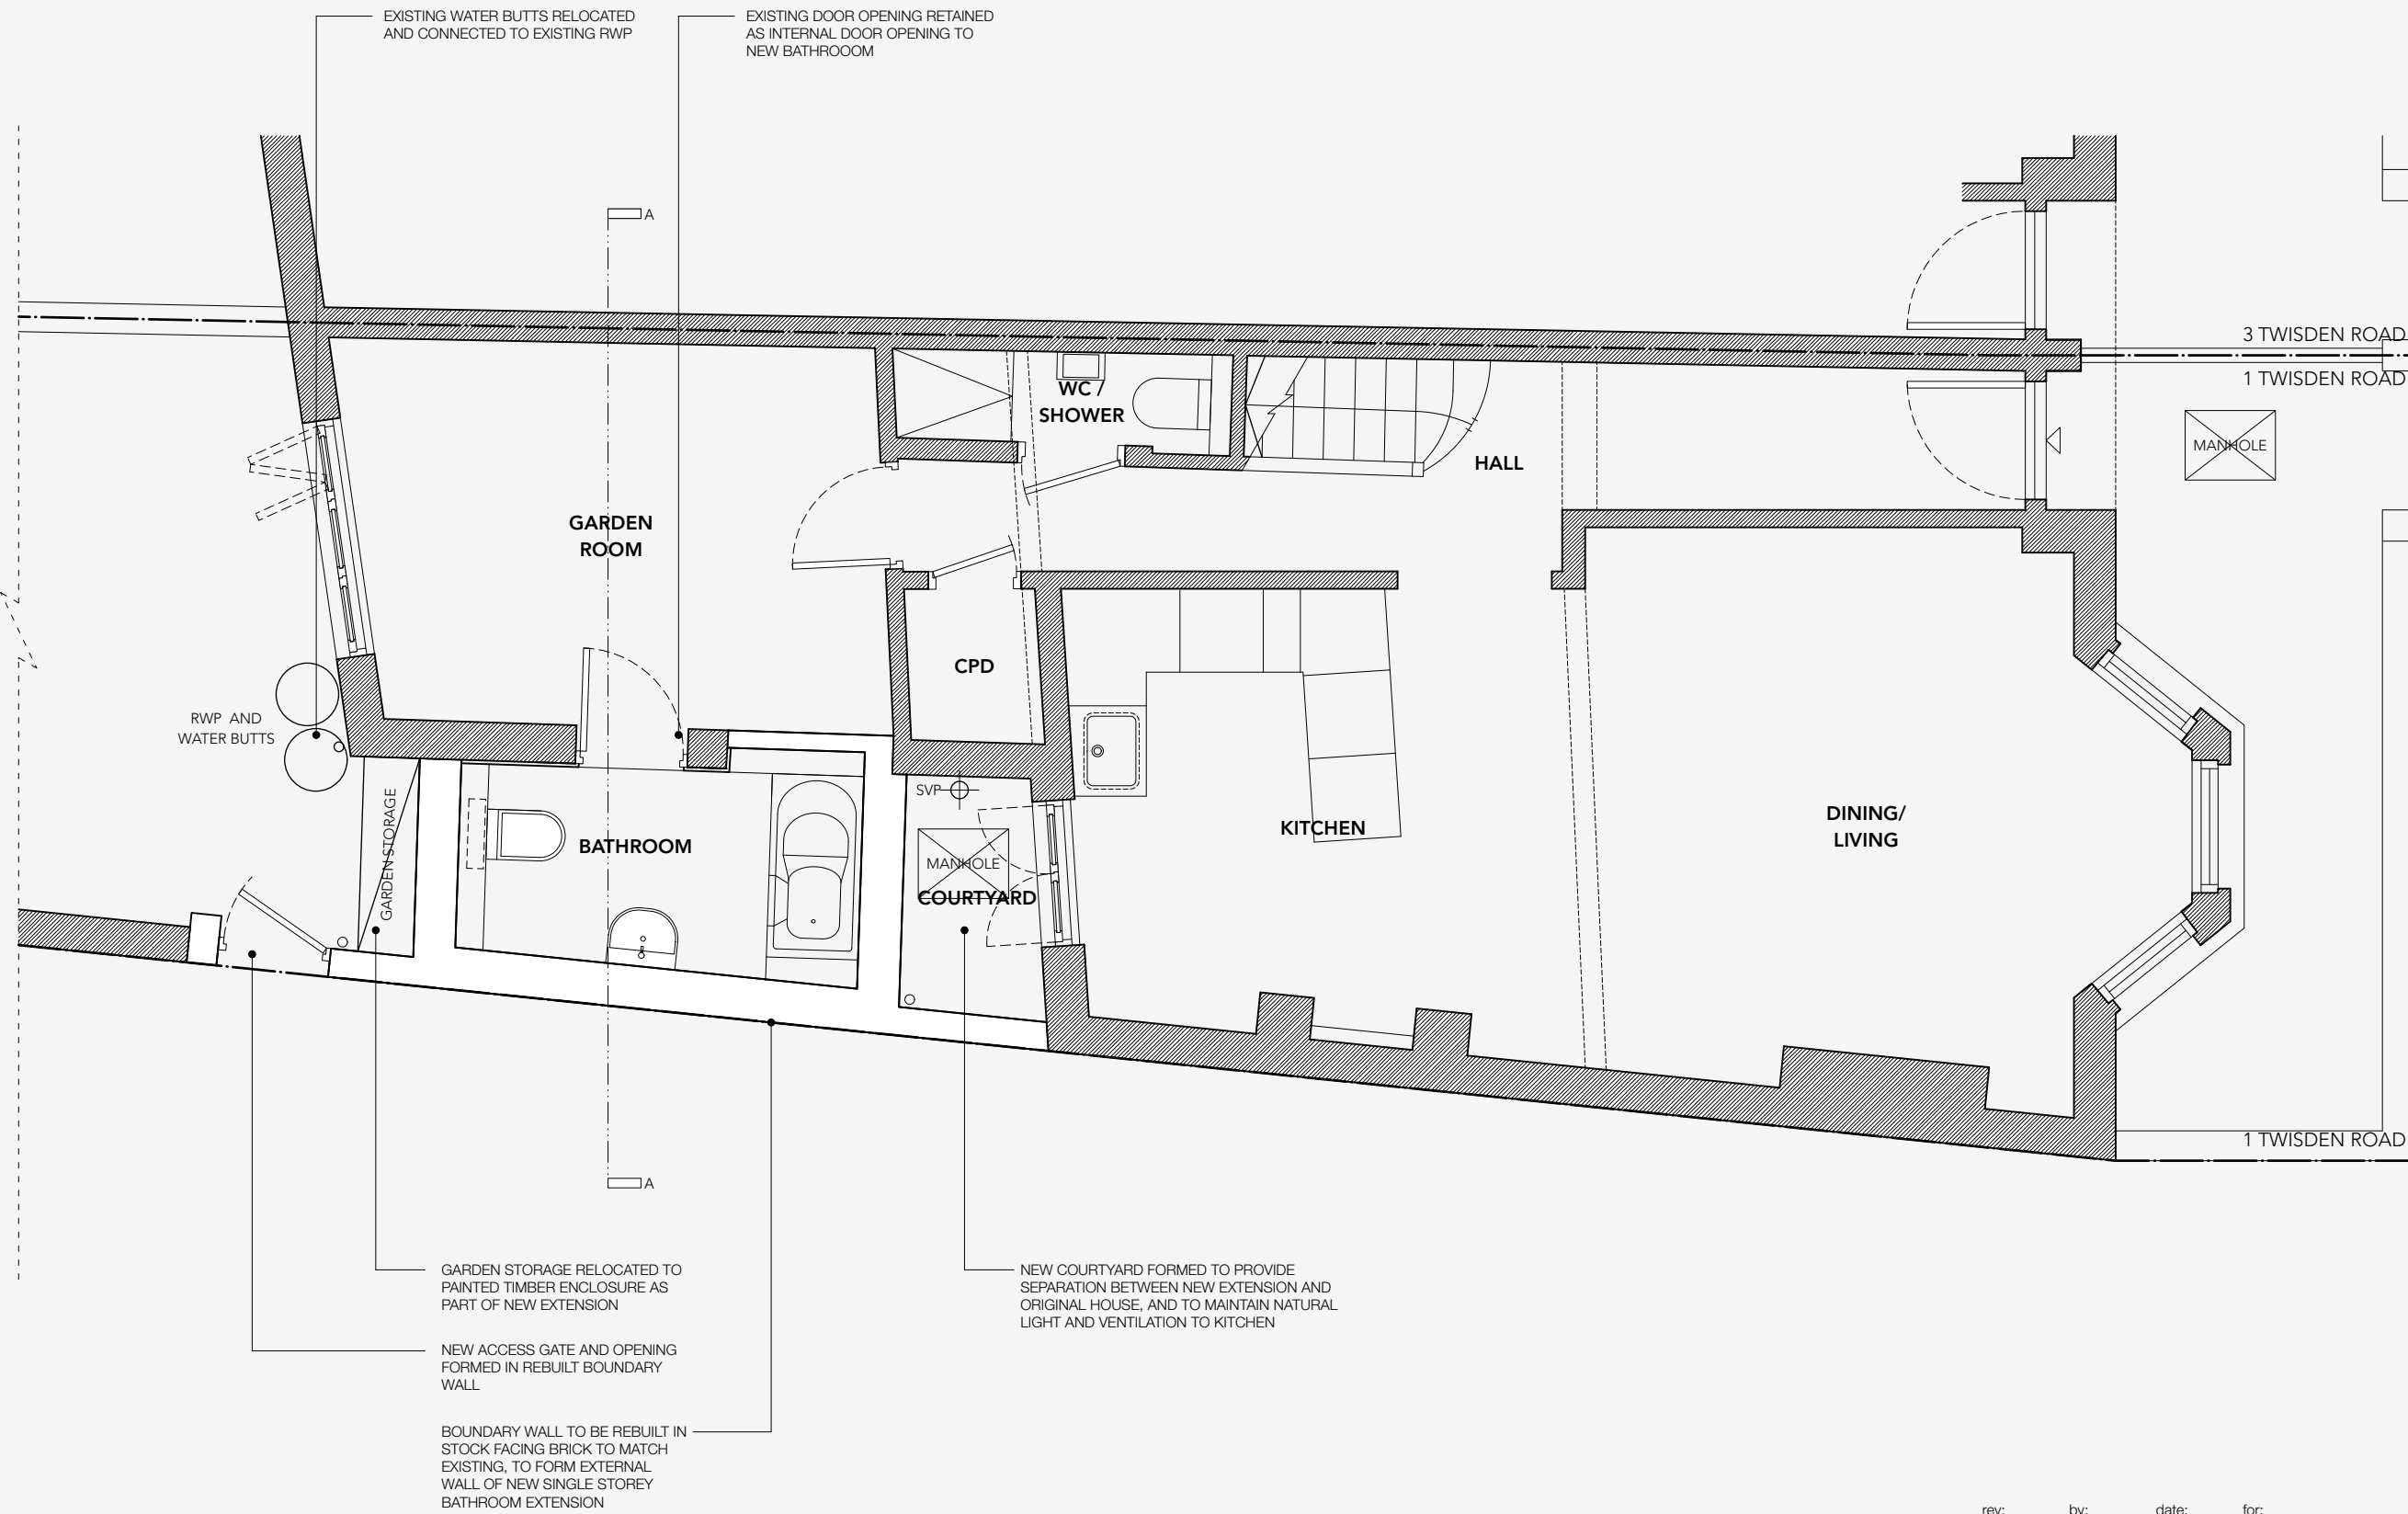 EXISTING WATER BUTTS RELOCATED
AND CONNECTED TO EXISTING RWP
EXISTING DOOR OPENING RETAINED
AS INTERNAL DOOR OPENING TO
NEW BATHROOOM
A
3 TWISDEN ROAD
1 TWISDEN ROAD
WC /
SHOWER
HALL
MANHOLE
GARDEN
ROOM
CPD
RWP AND
WATER BUTTS
GARDEN STORAGE
BATHROOM
SVP
MANHOLE
COURTYARD
KITCHEN
DINING/
LIVING
1 TWISDEN ROAD
A
GARDEN STORAGE RELOCATED TO
PAINTED TIMBER ENCLOSURE AS
PART OF NEW EXTENSION
NEW COURTYARD FORMED TO PROVIDE
SEPARATION BETWEEN NEW EXTENSION AND
ORIGINAL HOUSE, AND TO MAINTAIN NATURAL
LIGHT AND VENTILATION TO KITCHEN
NEW ACCESS GATE AND OPENING
FORMED IN REBUILT BOUNDARY
WALL
BOUNDARY WALL TO BE REBUILT IN
STOCK FACING BRICK TO MATCH
EXISTING, TO FORM EXTERNAL
WALL OF NEW SINGLE STOREY
BATHROOM EXTENSION
rev: by: date: for: